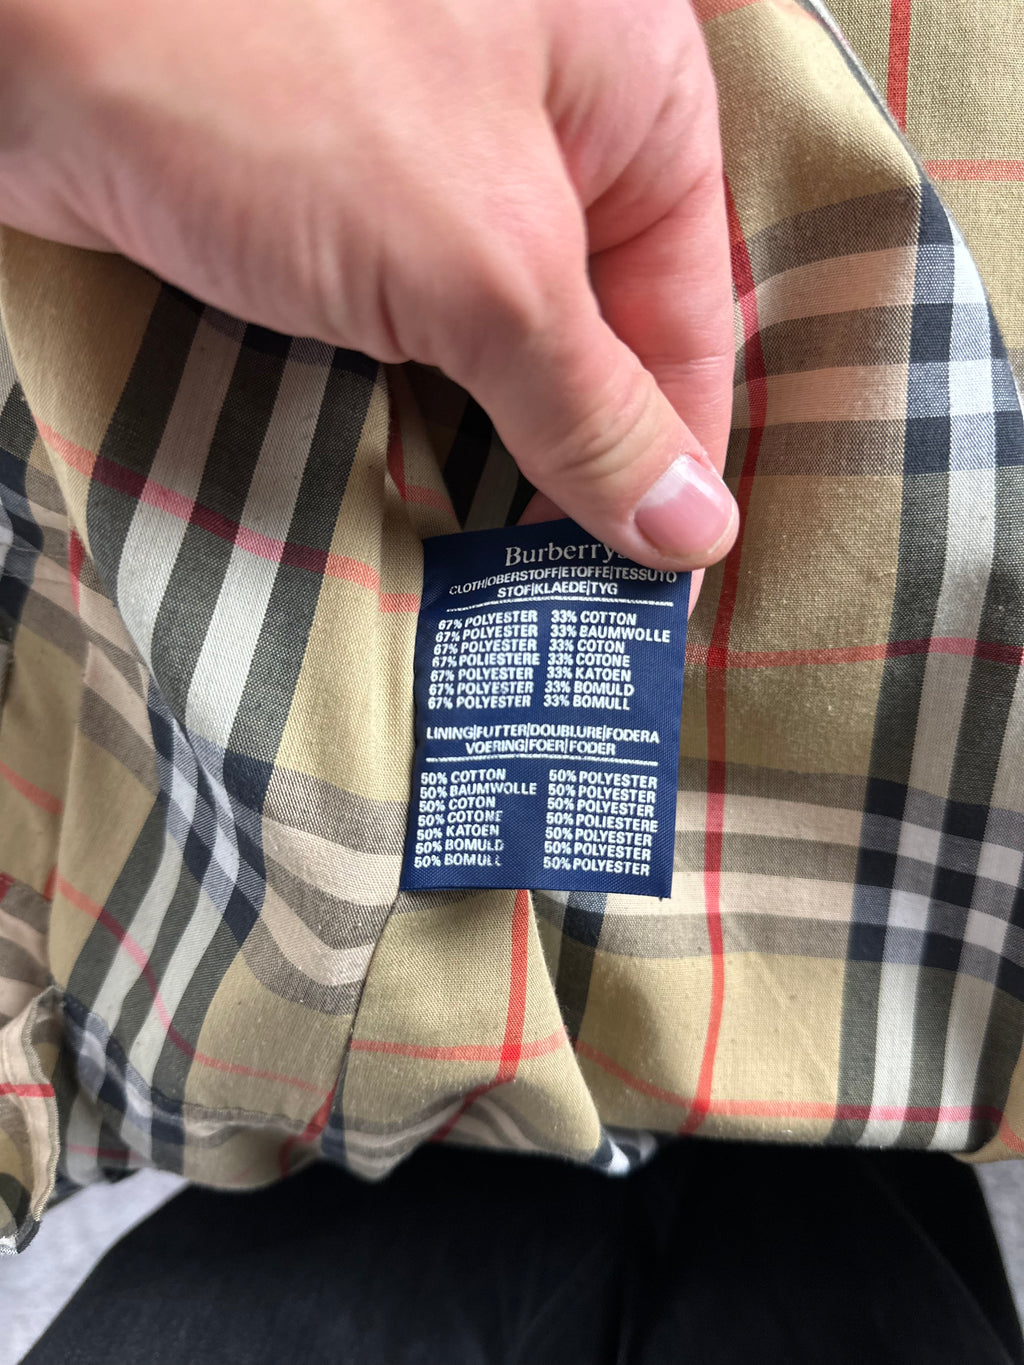 Burberrys
CLOTH|OBERSTOFF|ETOFFE|TESSUTO
STOF|KLAEDE|TYG
67% POLYESTER 33% COTTON
67% POLYESTER 33% BAUMWOLLE
67% POLYESTER 33% COTON
67% POLIESTERE 33% COTONE
67% POLYESTER 33% KATOEN
67% POLYESTER 33% BOMULD
67% POLYESTER 33% BOMULL
LINING|FUTTER|DOUBLURE|FODERA
VOERING|FOER|FODER
50% COTTON 50% POLYESTER
50% BAUMWOLLE 50% POLYESTER
50% COTON 50% POLYESTER
50% COTONE 50% POLIESTERE
50% KATOEN 50% POLYESTER
50% BOMULD 50% POLYESTER
50% BOMULL 50% POLYESTER